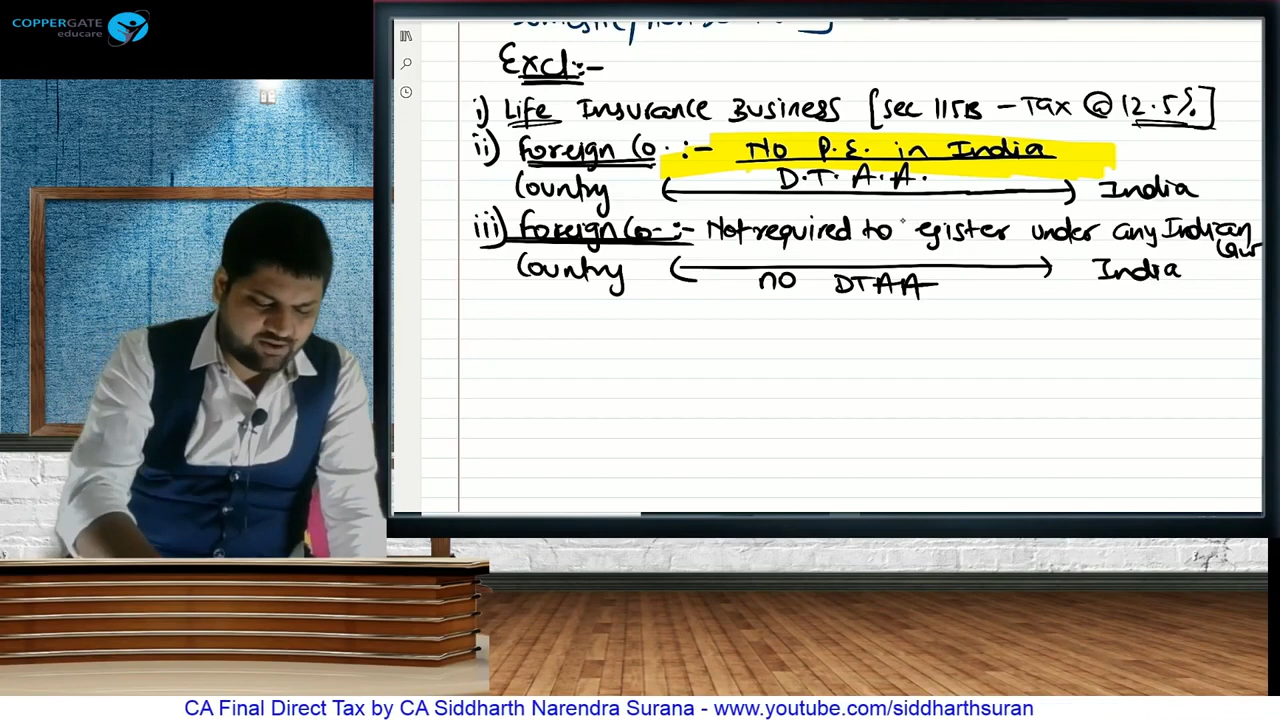 COPPERGATE
educare
Excl:-
i) Life Insurance Business [Sec 115B - Tax @ 12.5%]
ii) Foreign Co. :- No P.E. in India
Country D.T.A.A. India
iii) Foreign Co- :- Not required to egister under any Indian Law
Country no DTAA India
CA Final Direct Tax by CA Siddharth Narendra Surana - www.youtube.com/siddharthsuran